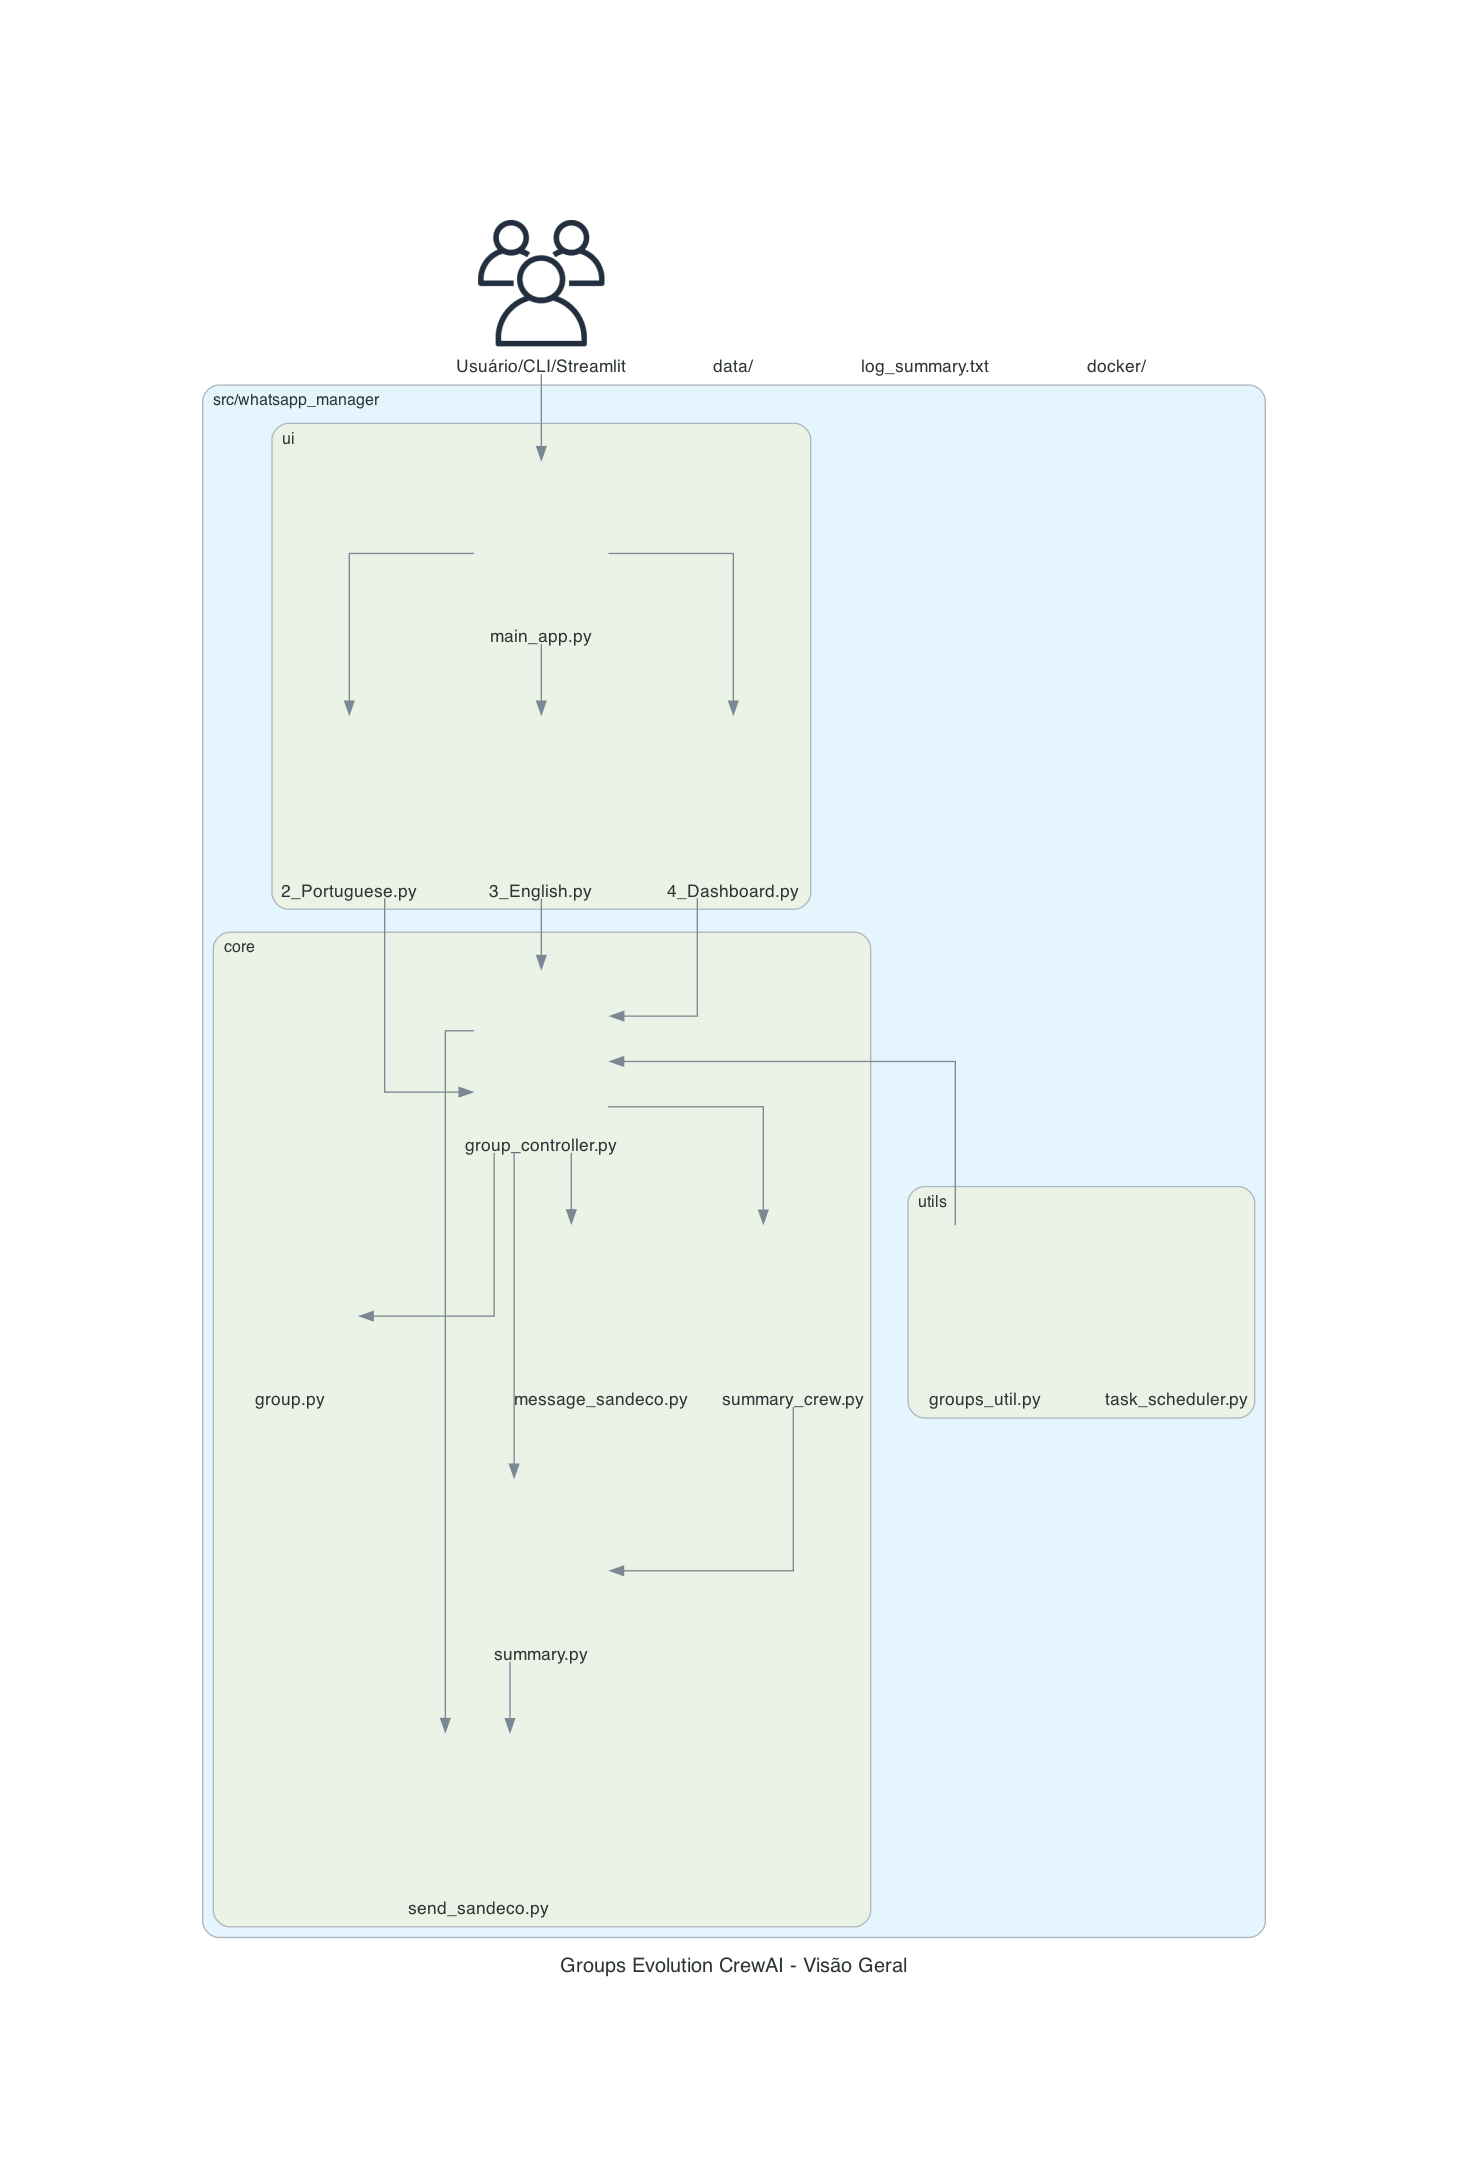 Usuário/CLI/Streamlit
data/
log_summary.txt
docker/
src/whatsapp_manager
ui
main_app.py
2_Portuguese.py
3_English.py
4_Dashboard.py
core
group_controller.py
utils
group.py
message_sandeco.py
summary_crew.py
groups_util.py
task_scheduler.py
summary.py
send_sandeco.py
Groups Evolution CrewAI - Visão Geral